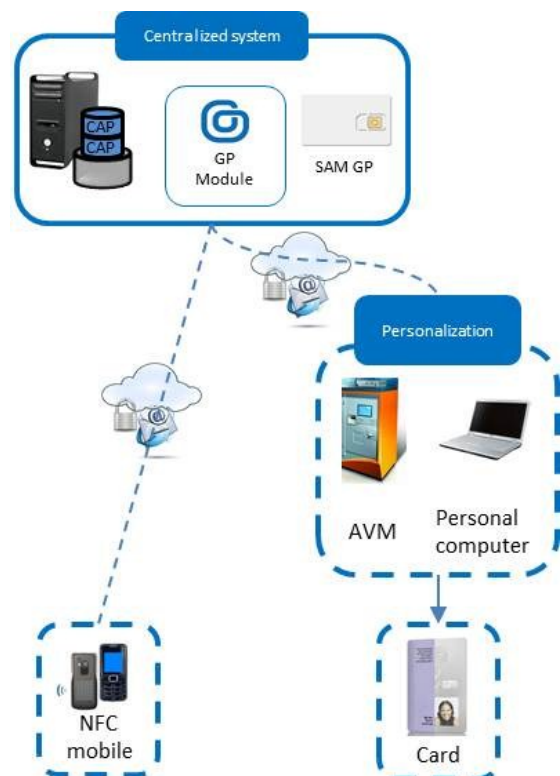 Centralized system
CAP
CAP
GP
Module
SAM GP
@
Personalization
@
AVM
Personal
computer
NFC
mobile
Card